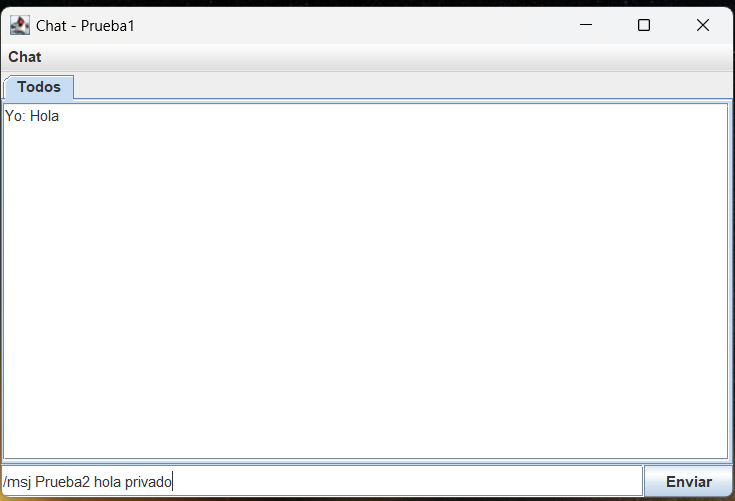 Chat - Prueba1
Chat
Todos
Yo: Hola
/msj Prueba2 hola privado
Enviar